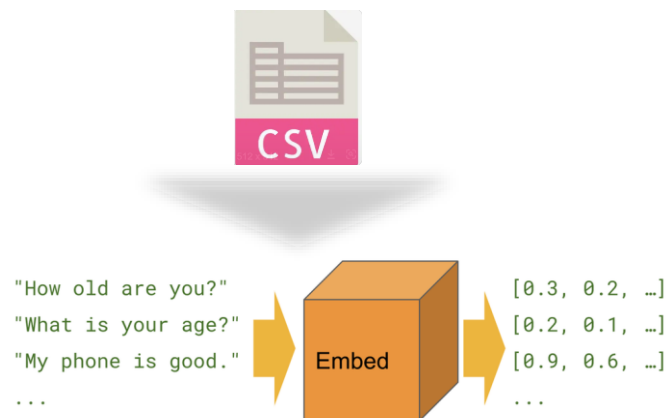 CSV
"How old are you?"
"What is your age?"
"My phone is good."
...
Embed
[0.3, 0.2, …]
[0.2, 0.1, …]
[0.9, 0.6, …]
...